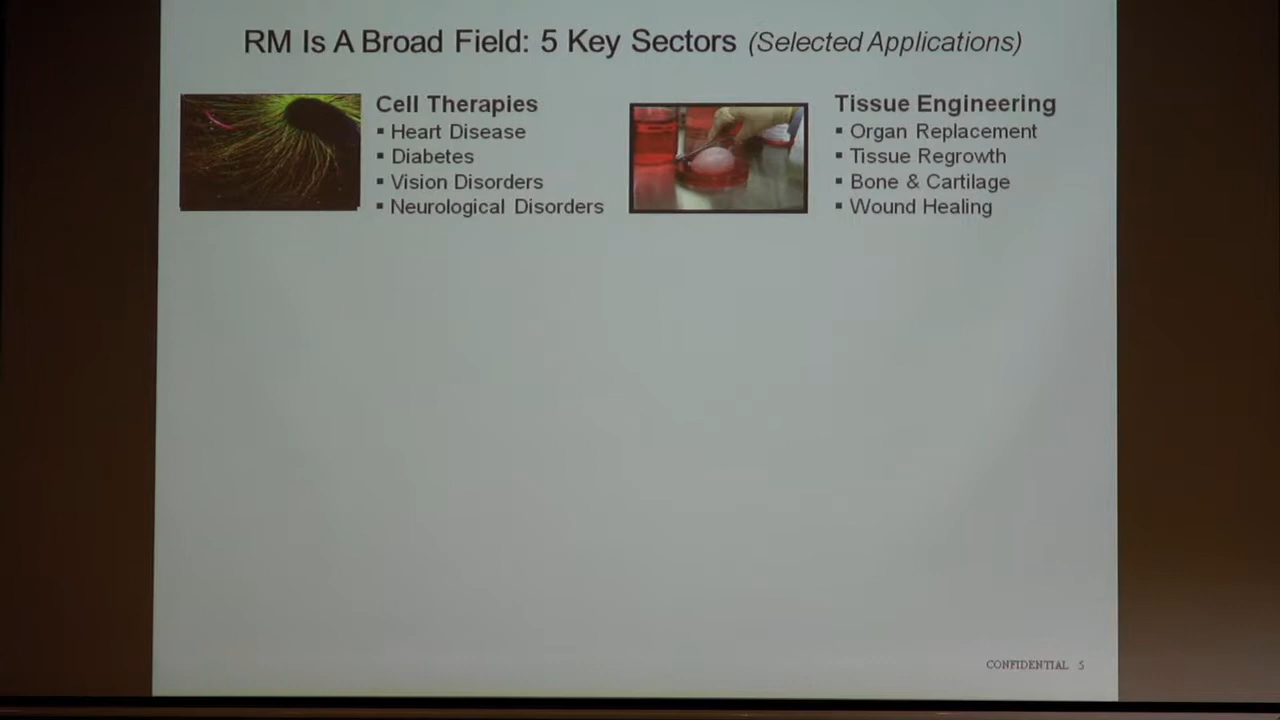 RM Is A Broad Field: 5 Key Sectors (Selected Applications)
Cell Therapies
▪ Heart Disease
▪ Diabetes
▪ Vision Disorders
▪ Neurological Disorders
Tissue Engineering
▪ Organ Replacement
▪ Tissue Regrowth
▪ Bone & Cartilage
▪ Wound Healing
CONFIDENTIAL 5